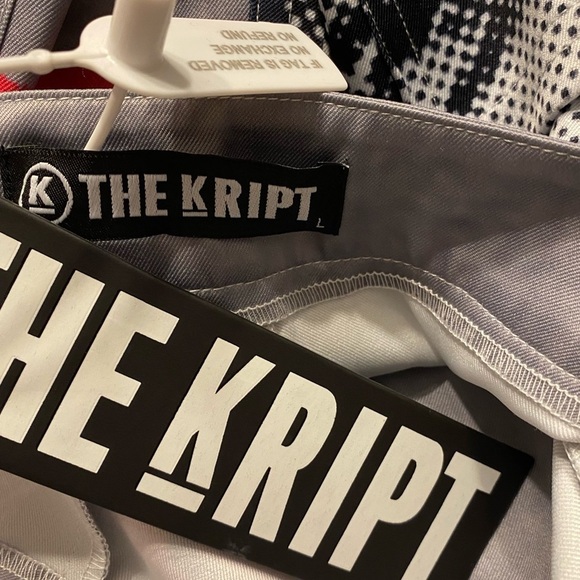 IF TAG IS REMOVED
NO EXCHANGE
NO REFUND
K THE KRIPT
L
THE KRIPT